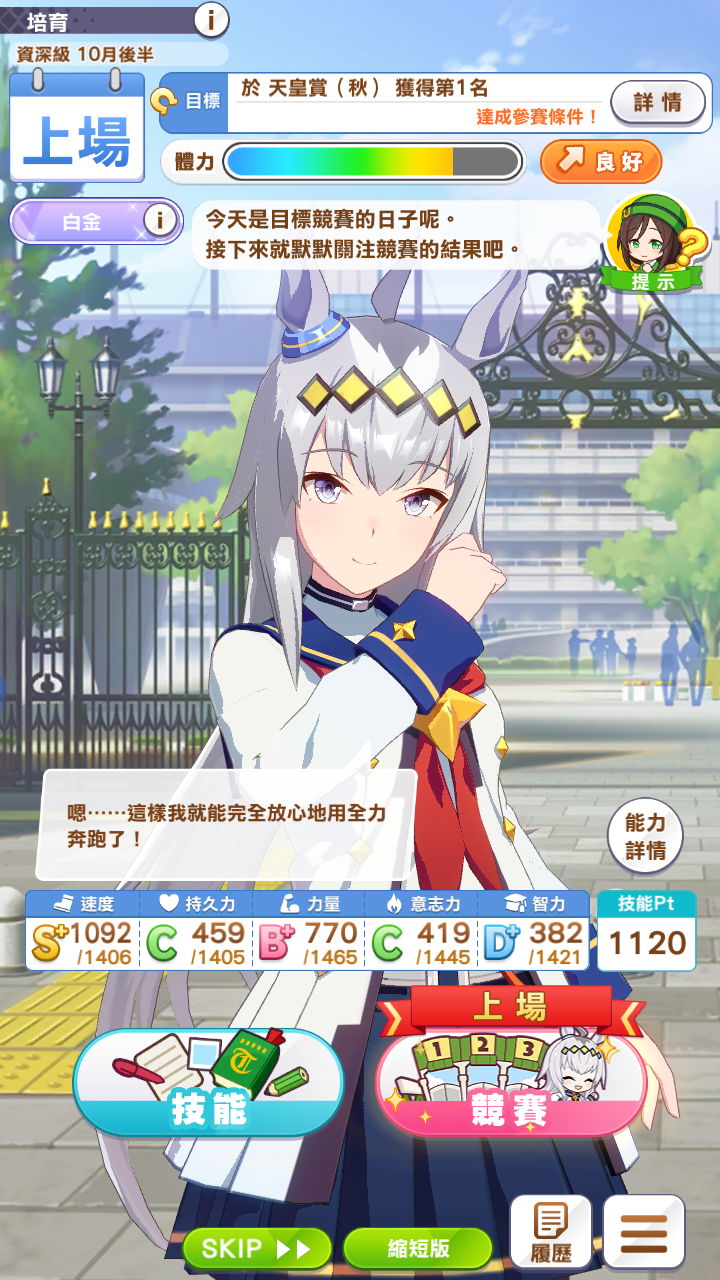 培育
i
資深級 10月後半
上場
目標
於 天皇賞（秋） 獲得第1名
達成參賽條件！
詳情
體力
良好
白金
i
今天是目標競賽的日子呢。
接下來就默默關注競賽的結果吧。
提示
嗯……這樣我就能完全放心地用全力
奔跑了！
能力
詳情
速度 持久力 力量 意志力 智力 技能Pt
S+ 1092 /1406
C 459 /1405
B+ 770 /1465
C 419 /1445
D+ 382 /1421
1120
上場
1 2 3
技能
競賽
SKIP
縮短版
履歷